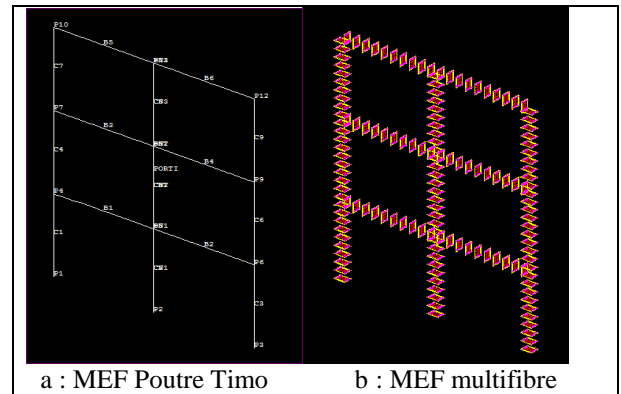 P10
B5
C7
B6
P12
P7
B3
C9
C4
PORTI
B4
P9
P4
B1
C6
C1
B2
P6
P1
C3
P2
P3
a : MEF Poutre Timo
b : MEF multifibre